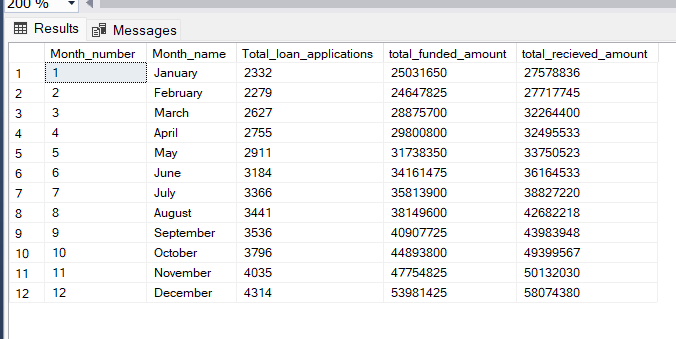 200 %
Results Messages
Month_number Month_name Total_loan_applications total_funded_amount total_recieved_amount
1 1 January 2332 25031650 27578836
2 2 February 2279 24647825 27717745
3 3 March 2627 28875700 32264400
4 4 April 2755 29800800 32495533
5 5 May 2911 31738350 33750523
6 6 June 3184 34161475 36164533
7 7 July 3366 35813900 38827220
8 8 August 3441 38149600 42682218
9 9 September 3536 40907725 43983948
10 10 October 3796 44893800 49399567
11 11 November 4035 47754825 50132030
12 12 December 4314 53981425 58074380